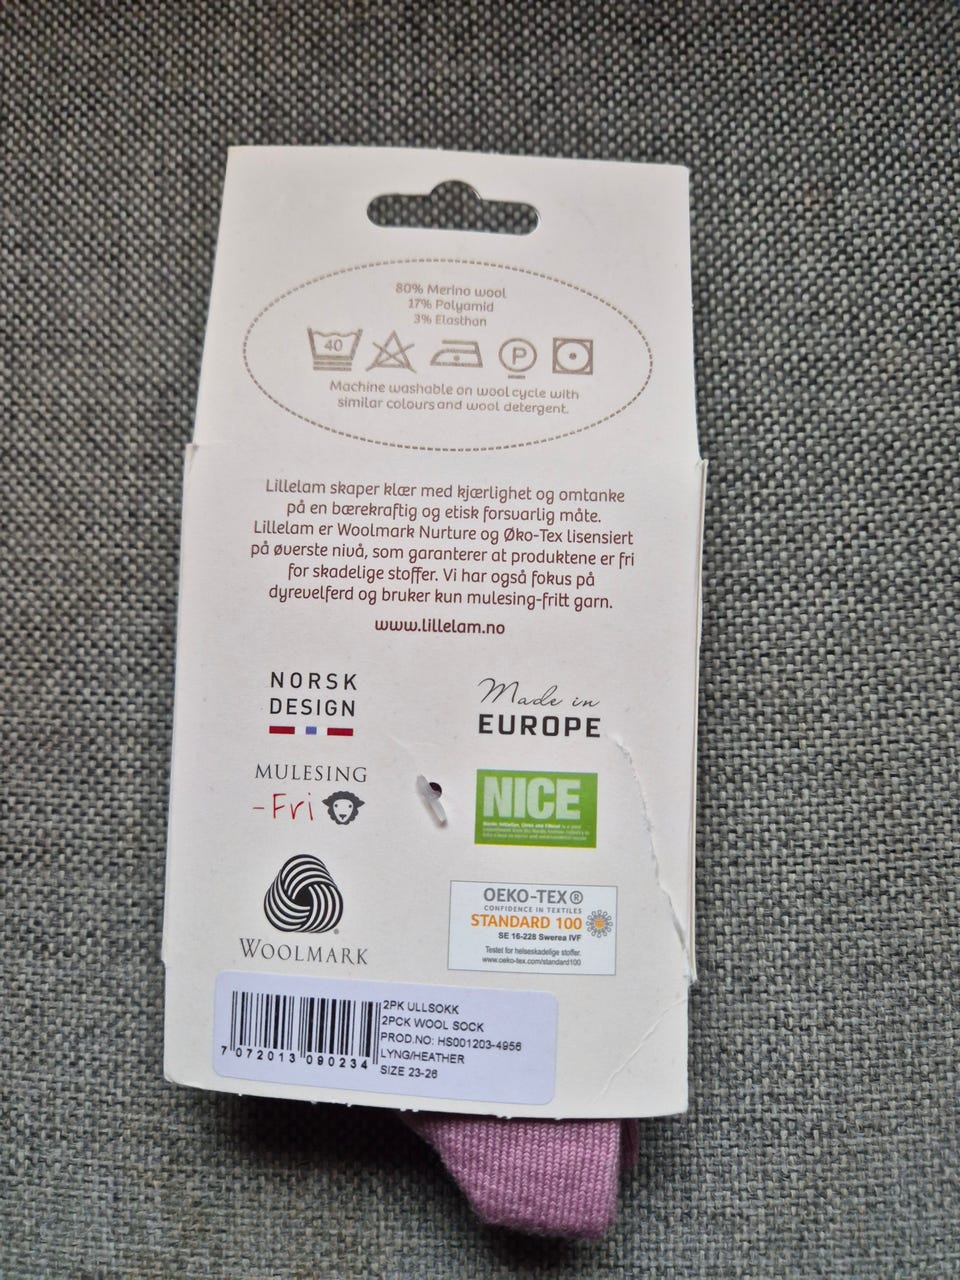 80% Merino wool
17% Polyamid
3% Elasthan
40
P
Machine washable on wool cycle with
similar colours and wool detergent.
Lillelam skaper klær med kjærlighet og omtanke
på en bærekraftig og etisk forsvarlig måte.
Lillelam er Woolmark Nurture og Øko-Tex lisensiert
på øverste nivå, som garanterer at produktene er fri
for skadelige stoffer. Vi har også fokus på
dyrevelferd og bruker kun mulesing-fritt garn.
www.lillelam.no
NORSK
DESIGN
Made in
EUROPE
MULESING
-Fri
NICE
WOOLMARK
OEKO-TEX®
CONFIDENCE IN TEXTILES
STANDARD 100
SE 16-228 Swerea IVF
Testet for helseskadelige stoffer.
www.oeko-tex.com/standard100
2PK ULLSOKK
2PCK WOOL SOCK
PROD.NO: HS001203-4956
LYNG/HEATHER
SIZE 23-26
7 072013 090234